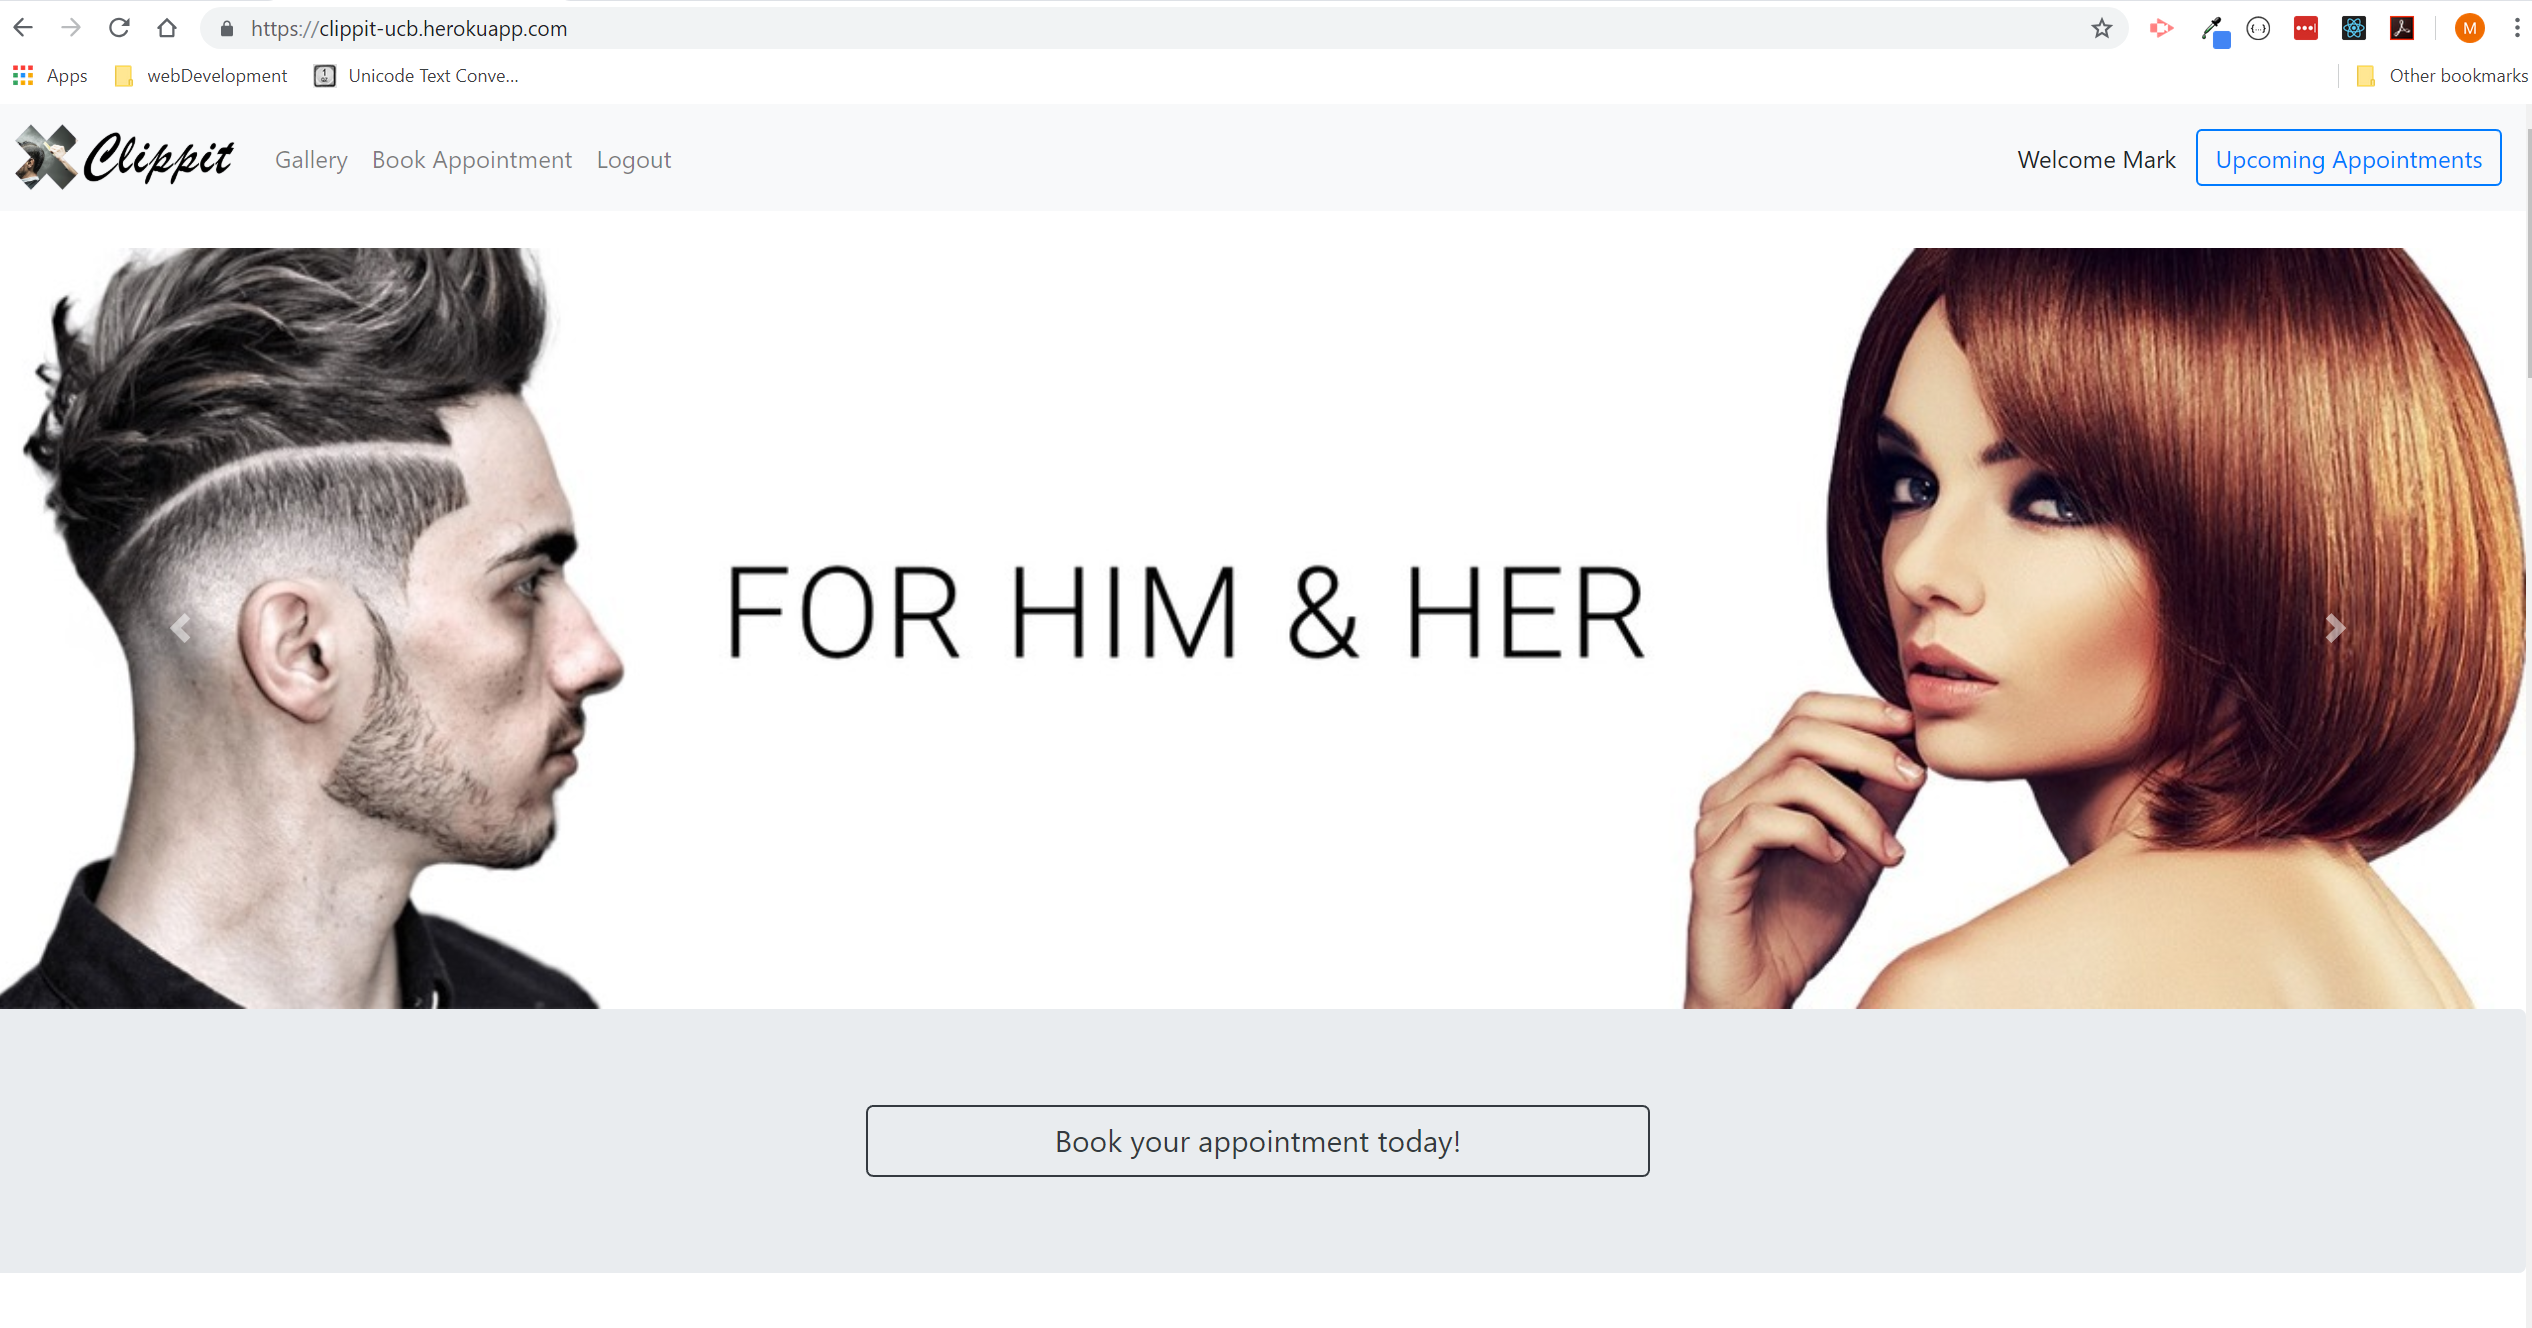 https://clippit-ucb.herokuapp.com
M
Apps
webDevelopment
Unicode Text Conve...
Other bookmarks
Clippit
Gallery
Book Appointment
Logout
Welcome Mark
Upcoming Appointments
FOR HIM & HER
Book your appointment today!